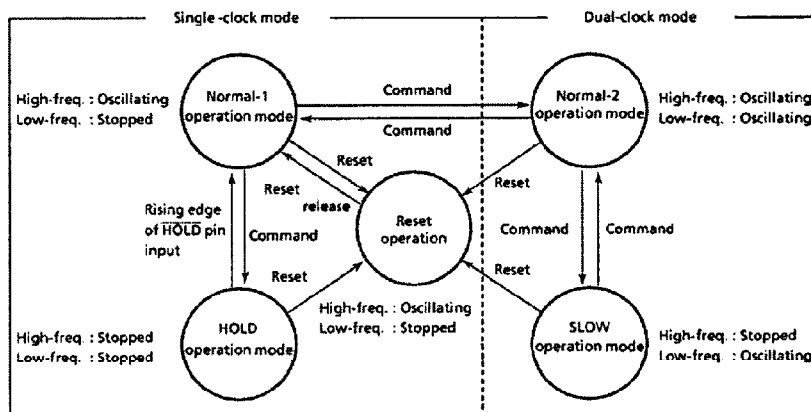 Single-clock mode
Dual-clock mode
High-freq. : Oscillating
Low-freq. : Stopped
Normal-1
operation mode
Command
Command
Normal-2
operation mode
High-freq. : Oscillating
Low-freq. : Oscillating
Reset
Reset
release
Reset
Rising edge
of HOLD pin
input
Command
Reset
operation
Command
Command
Reset
Reset
High-freq. : Oscillating
Low-freq. : Stopped
High-freq. : Stopped
Low-freq. : Stopped
HOLD
operation mode
SLOW
operation mode
High-freq. : Stopped
Low-freq. : Oscillating